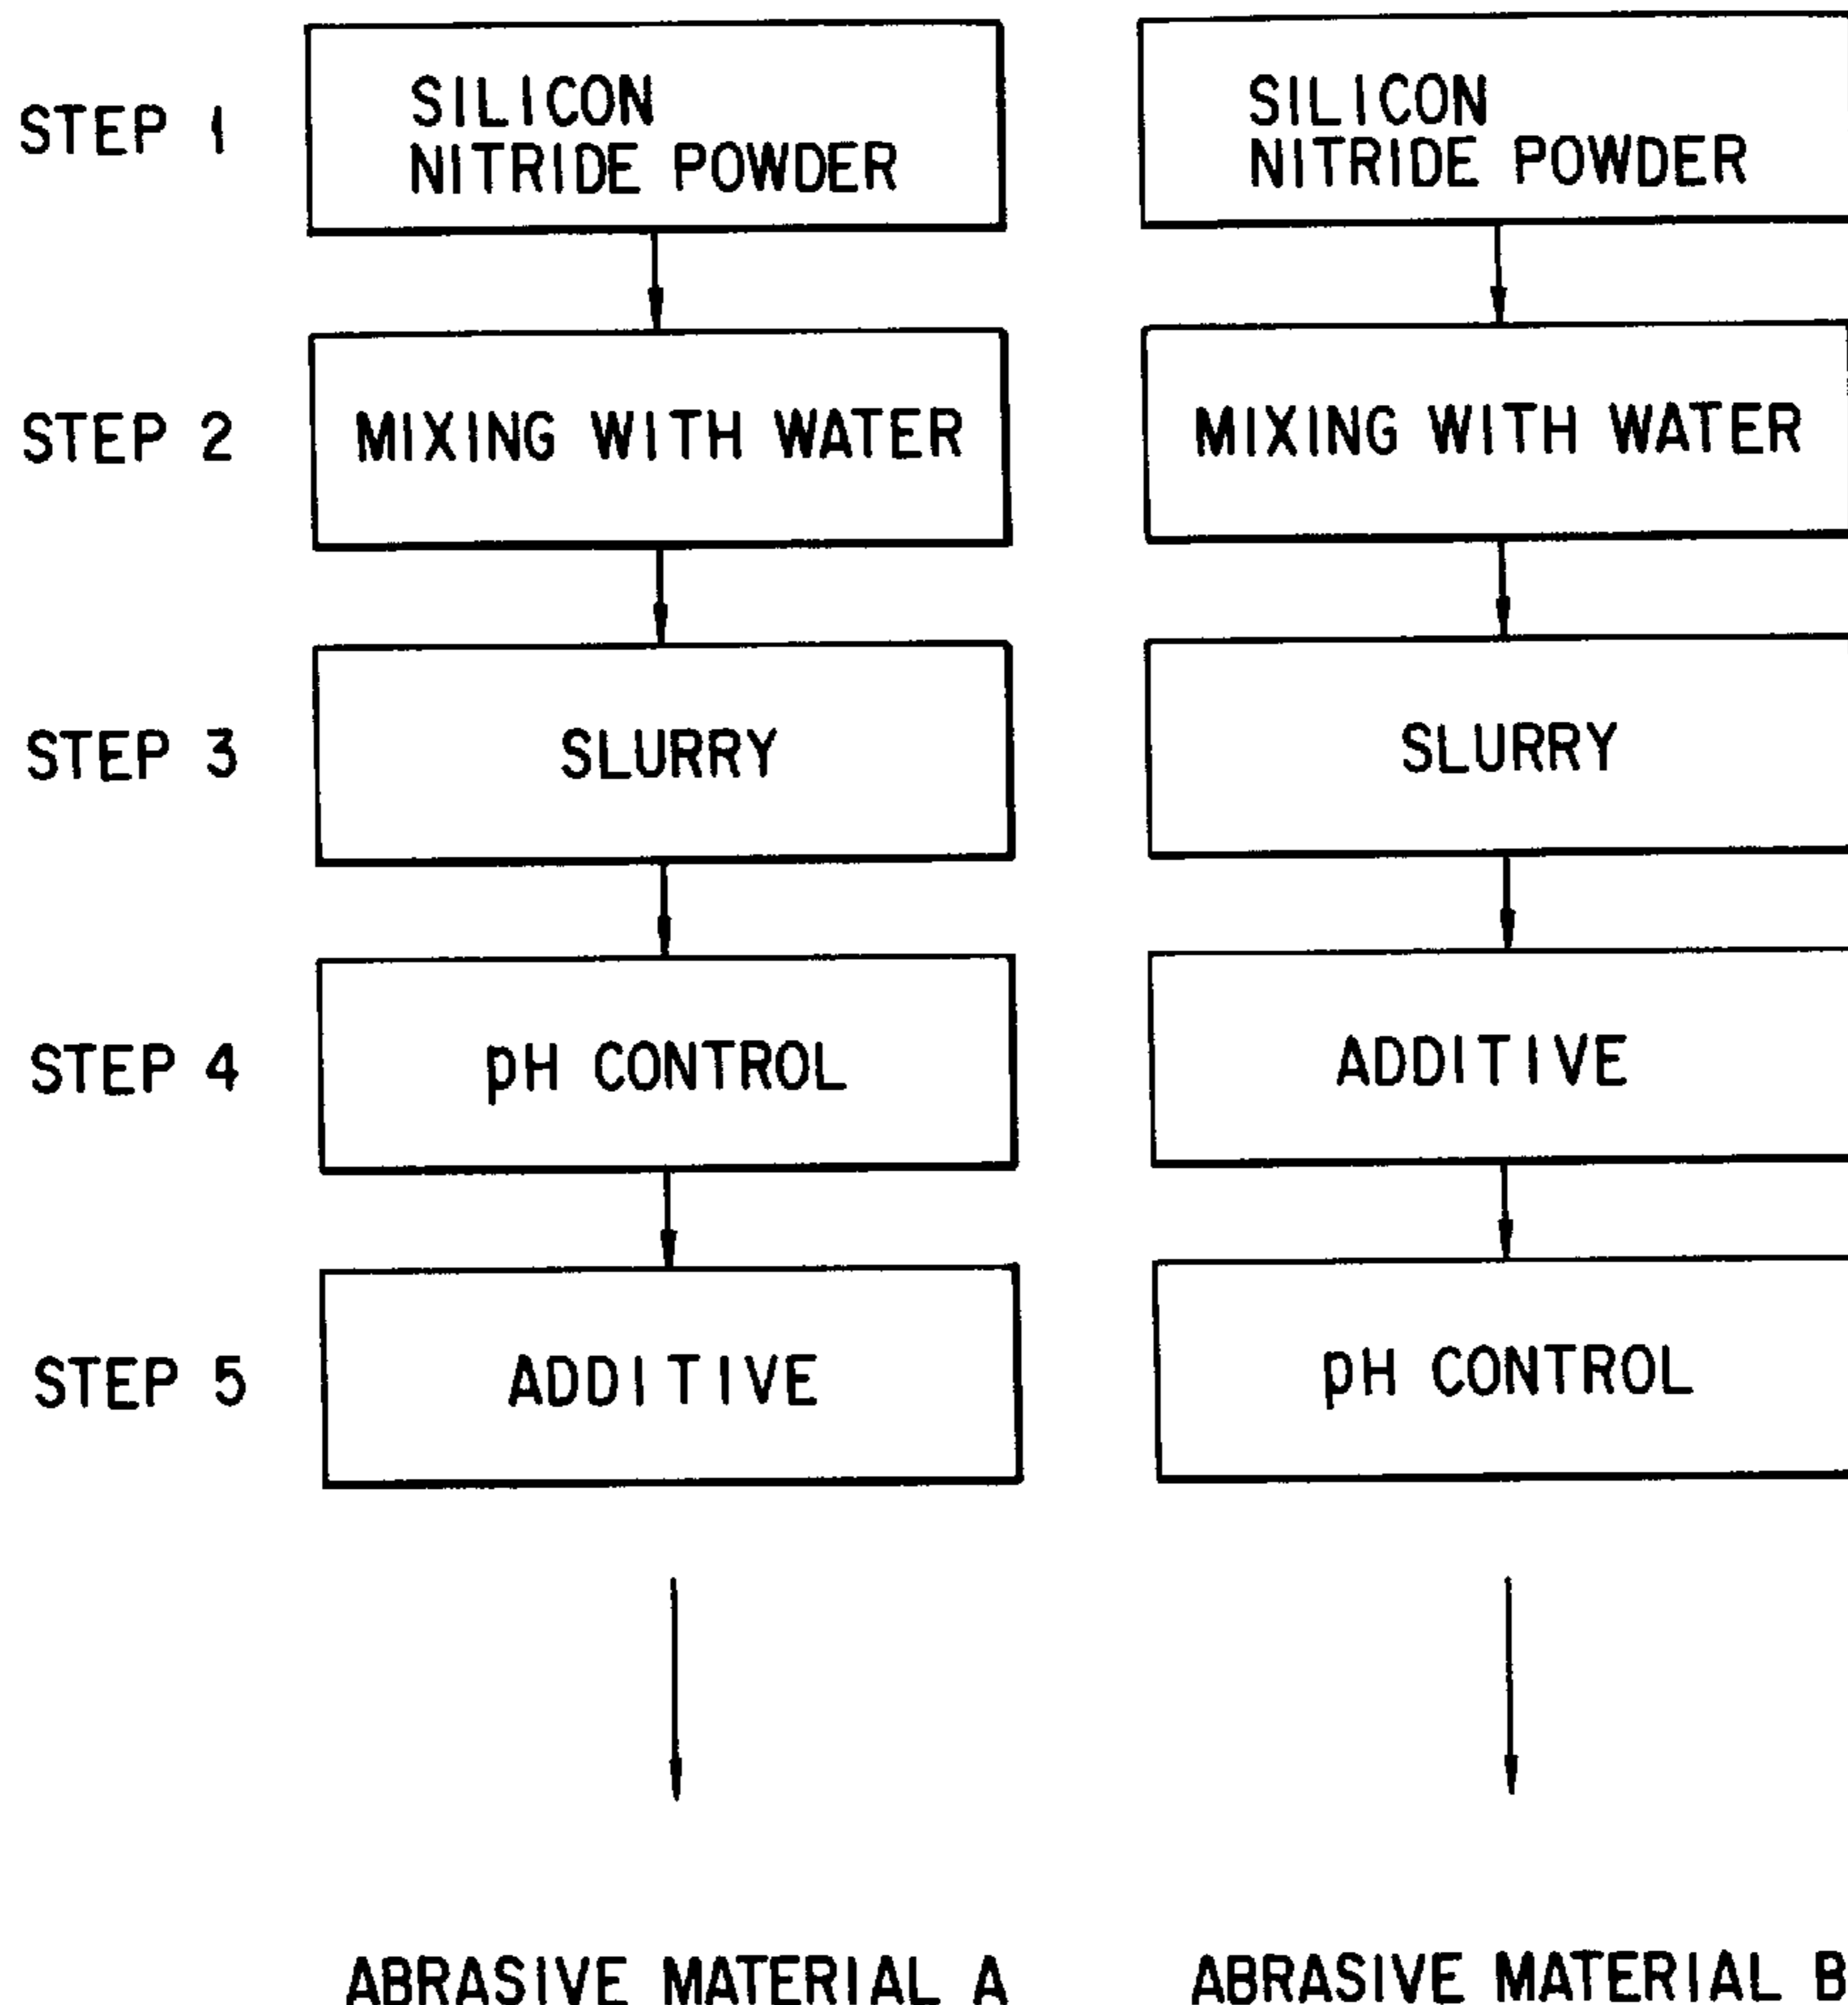 STEP 1
SILICON
NITRIDE POWDER
SILICON
NITRIDE POWDER
STEP 2
MIXING WITH WATER
MIXING WITH WATER
STEP 3
SLURRY
SLURRY
STEP 4
pH CONTROL
ADDITIVE
STEP 5
ADDITIVE
pH CONTROL
ABRASIVE MATERIAL A
ABRASIVE MATERIAL B